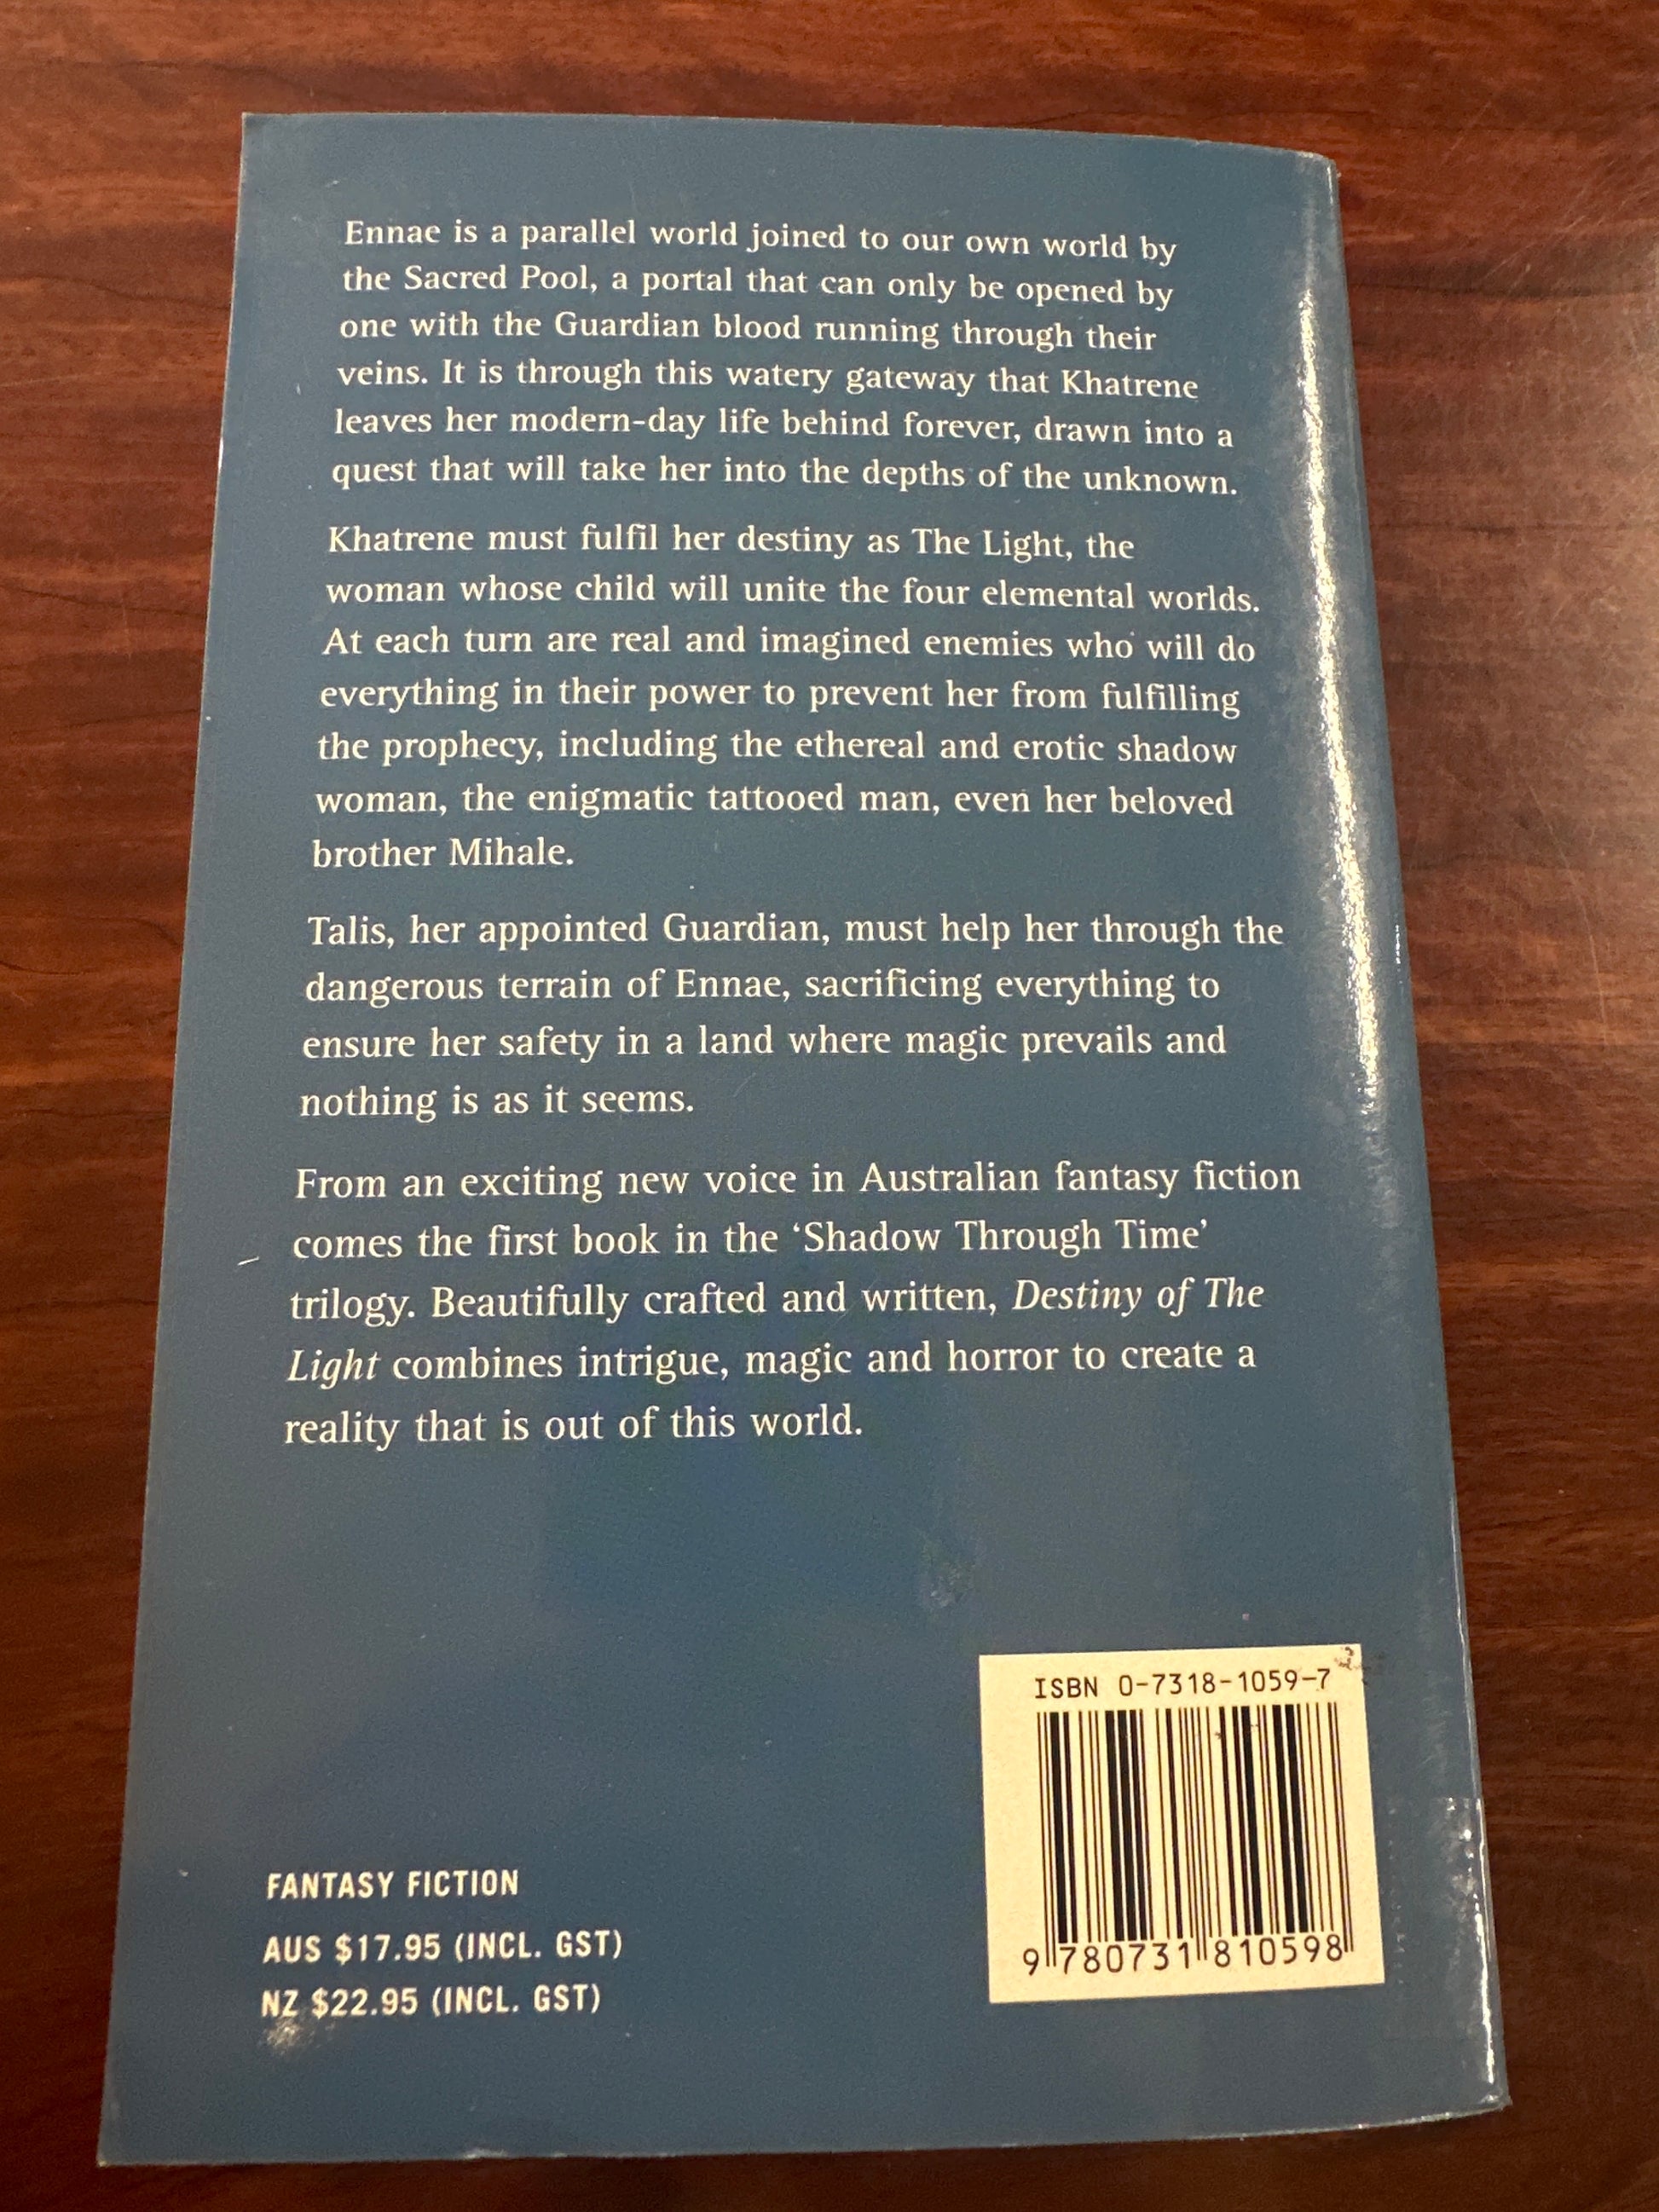 Ennae is a parallel world joined to our own world by
the Sacred Pool, a portal that can only be opened by
one with the Guardian blood running through their
veins. It is through this watery gateway that Khatrene
leaves her modern-day life behind forever, drawn into a
quest that will take her into the depths of the unknown.
Khatrene must fulfil her destiny as The Light, the
woman whose child will unite the four elemental worlds.
At each turn are real and imagined enemies who will do
everything in their power to prevent her from fulfilling
the prophecy, including the ethereal and erotic shadow
woman, the enigmatic tattooed man, even her beloved
brother Mihale.
Talis, her appointed Guardian, must help her through the
dangerous terrain of Ennae, sacrificing everything to
ensure her safety in a land where magic prevails and
nothing is as it seems.
From an exciting new voice in Australian fantasy fiction
comes the first book in the ‘Shadow Through Time’
trilogy. Beautifully crafted and written, Destiny of The
Light combines intrigue, magic and horror to create a
reality that is out of this world.
ISBN 0-7318-1059-7
9 780731 810598
FANTASY FICTION
AUS $17.95 (INCL. GST)
NZ $22.95 (INCL. GST)